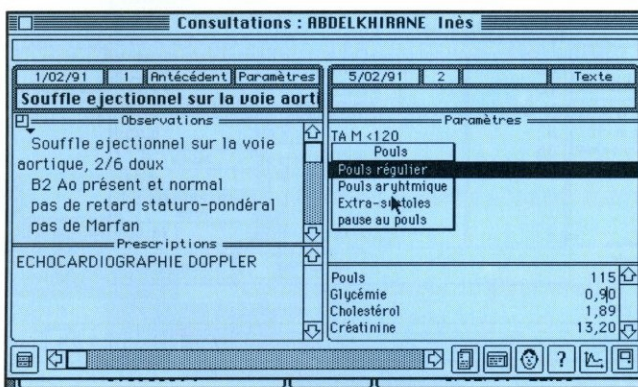 Consultations : ABDELKHIRANE Inès
1/02/91 1 Antécédent Paramètres
Souffle ejectionnel sur la voie aorti
Observations
Souffle ejectionnel sur la voie
aortique, 2/6 doux
B2 Ao présent et normal
pas de retard staturo-pondéral
pas de Marfan
Prescriptions
ECHOCARDIOGRAPHIE DOPPLER
5/02/91 2 Texte
Paramètres
TA M <120
Pouls
Pouls régulier
Pouls aryhtmique
pause au pouls
Pouls 115
Glycémie 0,90
Cholestérol 1,89
Créatinine 13,20
?